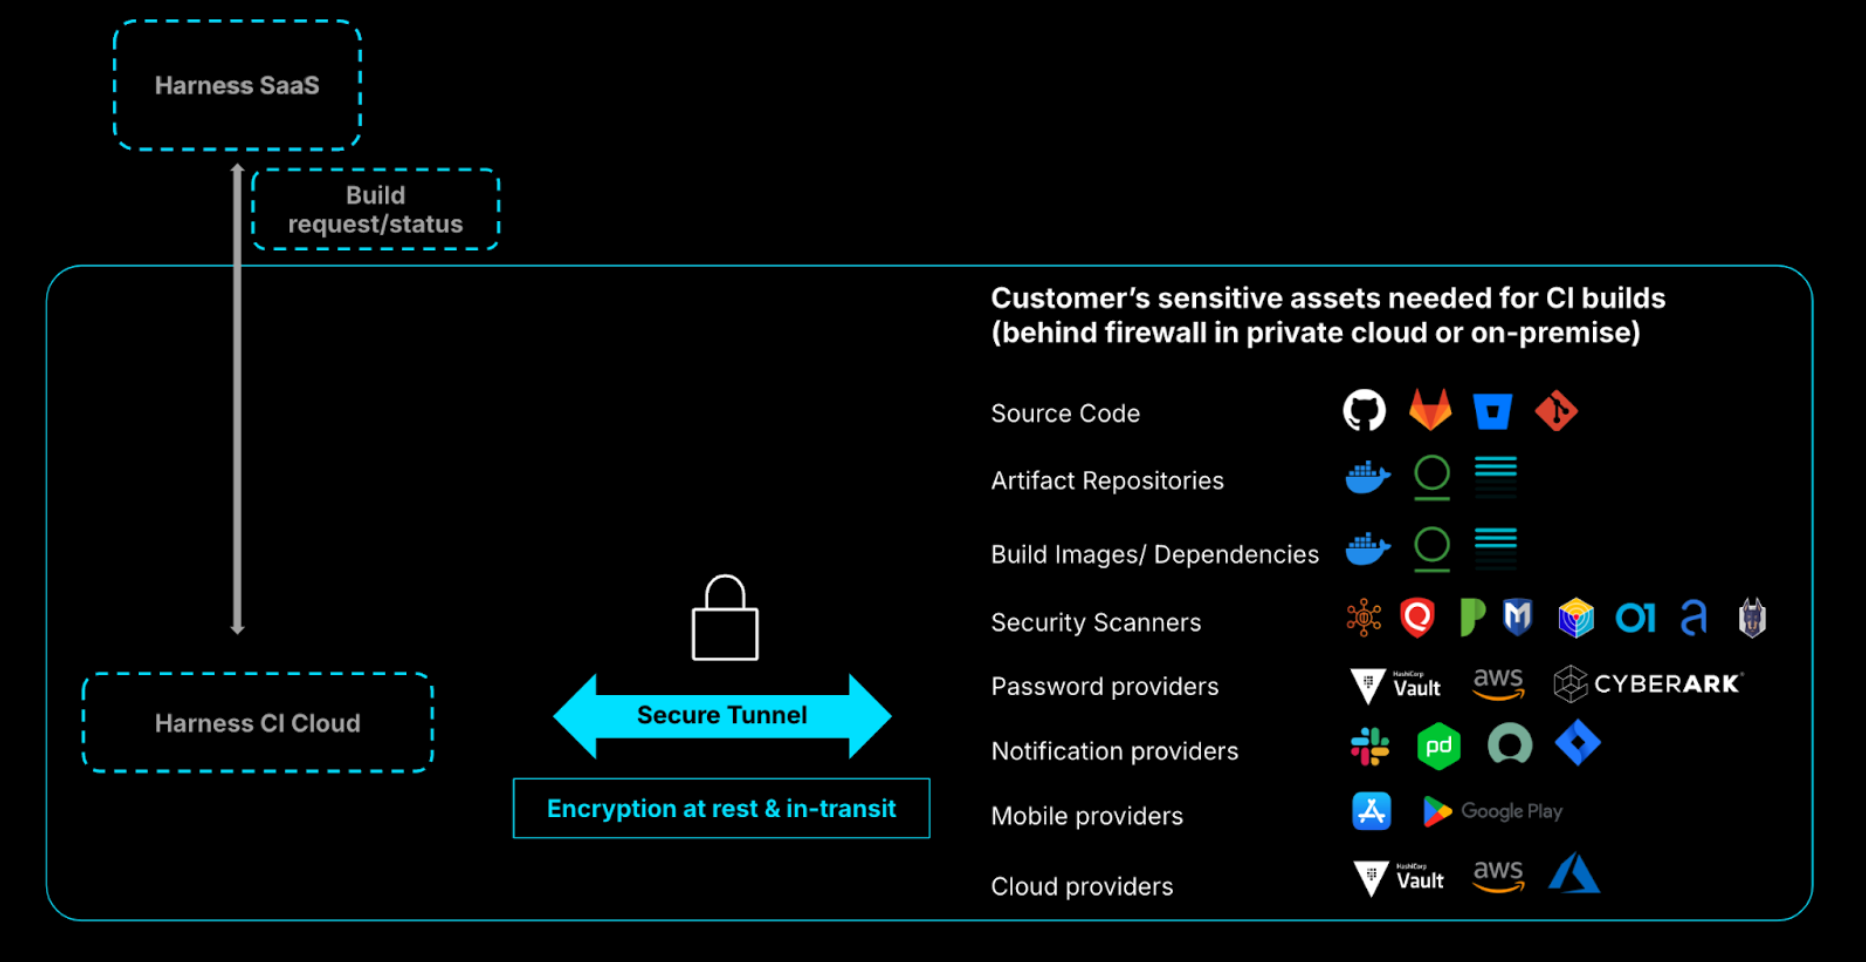 Harness SaaS
Build
request/status
Customer’s sensitive assets needed for CI builds
(behind firewall in private cloud or on-premise)
Source Code
Artifact Repositories
Build Images/ Dependencies
Security Scanners
Password providers
HashiCorp
Vault
aws
CYBERARK
Notification providers
pd
Mobile providers
Google Play
Cloud providers
HashiCorp
Vault
aws
Harness CI Cloud
Secure Tunnel
Encryption at rest & in-transit